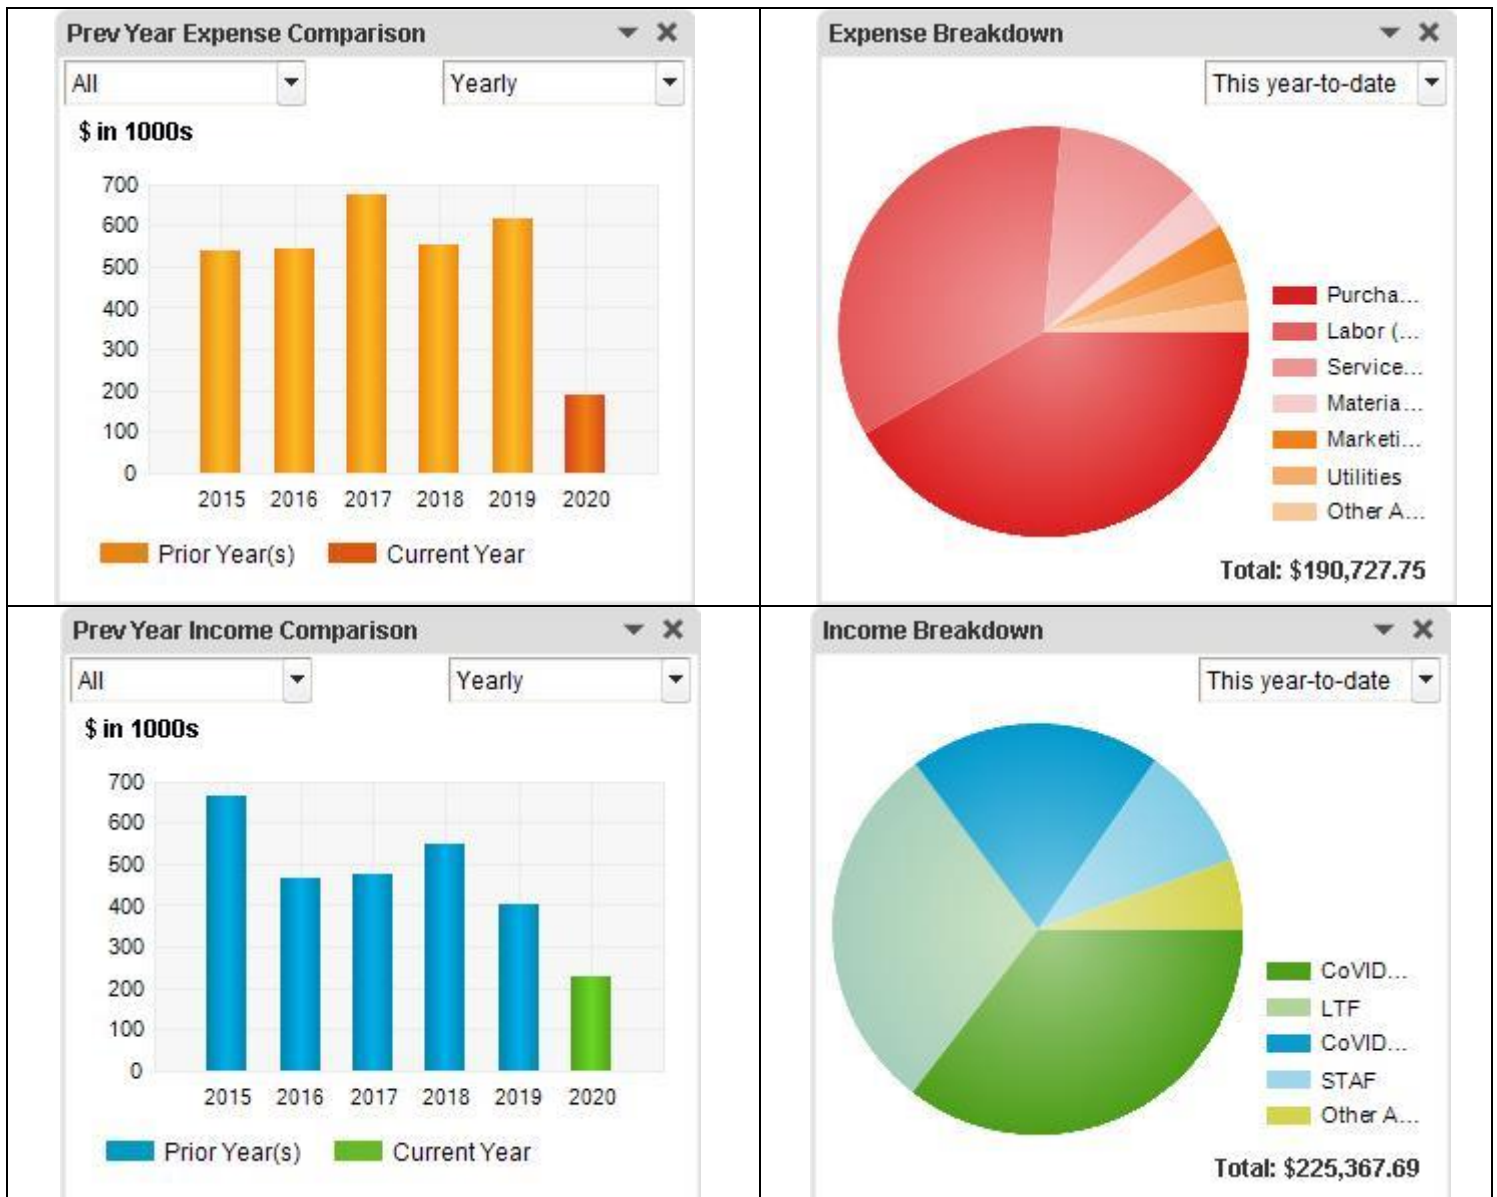 Prev Year Expense Comparison
All
Yearly
$ in 1000s
700
600
500
400
300
200
100
0
2015 2016 2017 2018 2019 2020
Prior Year(s) Current Year
Expense Breakdown
This year-to-date
Purcha...
Labor (...
Service...
Materia...
Marketi...
Utilities
Other A...
Total: $190,727.75
Prev Year Income Comparison
All
Yearly
$ in 1000s
700
600
500
400
300
200
100
0
2015 2016 2017 2018 2019 2020
Prior Year(s) Current Year
Income Breakdown
This year-to-date
CoVID...
LTF
CoVID...
STAF
Other A...
Total: $225,367.69